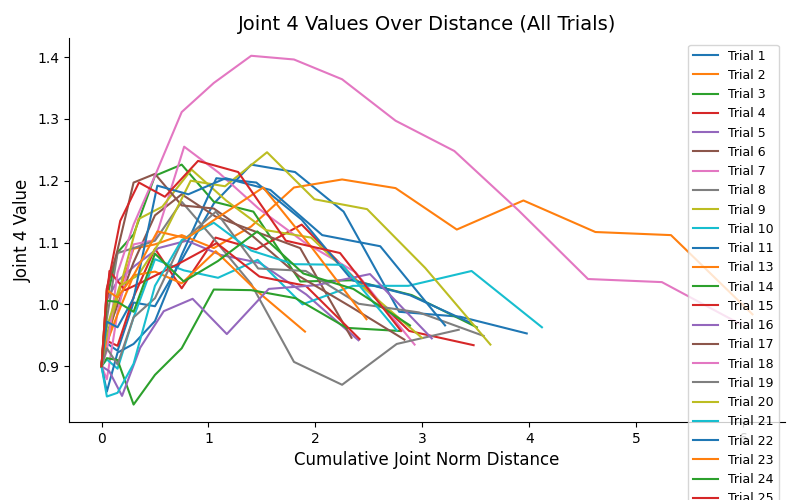 Joint 4 Values Over Distance (All Trials)
Joint 4 Value
1.4
1.3
1.2
1.1
1.0
0.9
0
1
2
3
4
5
Cumulative Joint Norm Distance
Trial 1
Trial 2
Trial 3
Trial 4
Trial 5
Trial 6
Trial 7
Trial 8
Trial 9
Trial 10
Trial 11
Trial 13
Trial 14
Trial 15
Trial 16
Trial 17
Trial 18
Trial 19
Trial 20
Trial 21
Trial 22
Trial 23
Trial 24
Trial 25